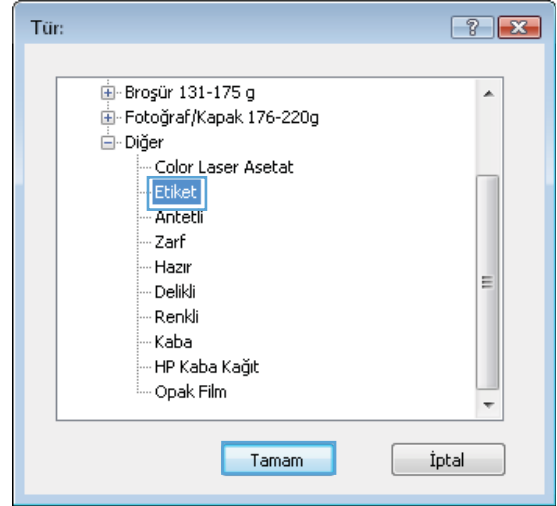 Tür:
Broşür 131-175 g
Fotoğraf/Kapak 176-220g
Diğer
Color Laser Asetat
Etiket
Antetli
Zarf
Hazır
Delikli
Renkli
Kaba
HP Kaba Kağıt
Opak Film
Tamam İptal